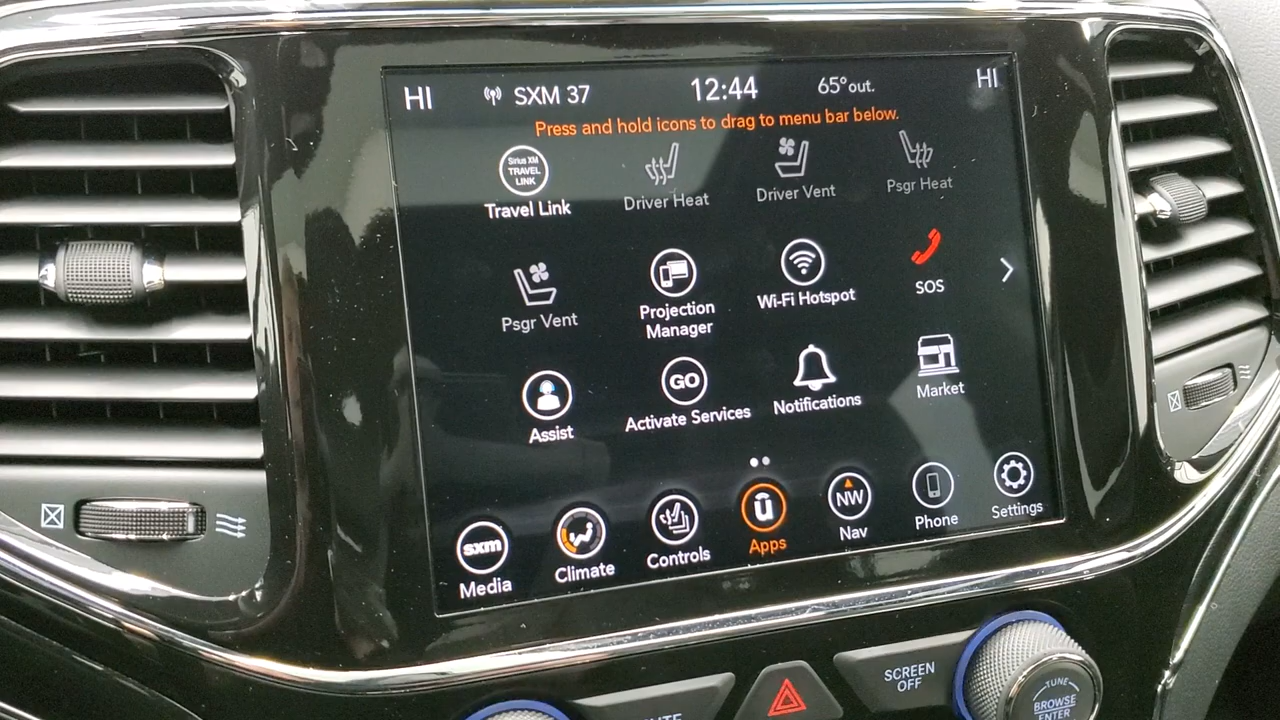 HI SXM 37 12:44 65°out. HI
Press and hold icons to drag to menu bar below.
Sirius XM
TRAVEL
LINK
Travel Link
Driver Heat
Driver Vent
Psgr Heat
Psgr Vent
Projection
Manager
Wi-Fi Hotspot
SOS
Assist
GO
Activate Services
Notifications
Market
sxm
Media
Climate
Controls
Apps
NW
Nav
Phone
Settings
SCREEN
OFF
TUNE
BROWSE
ENTER